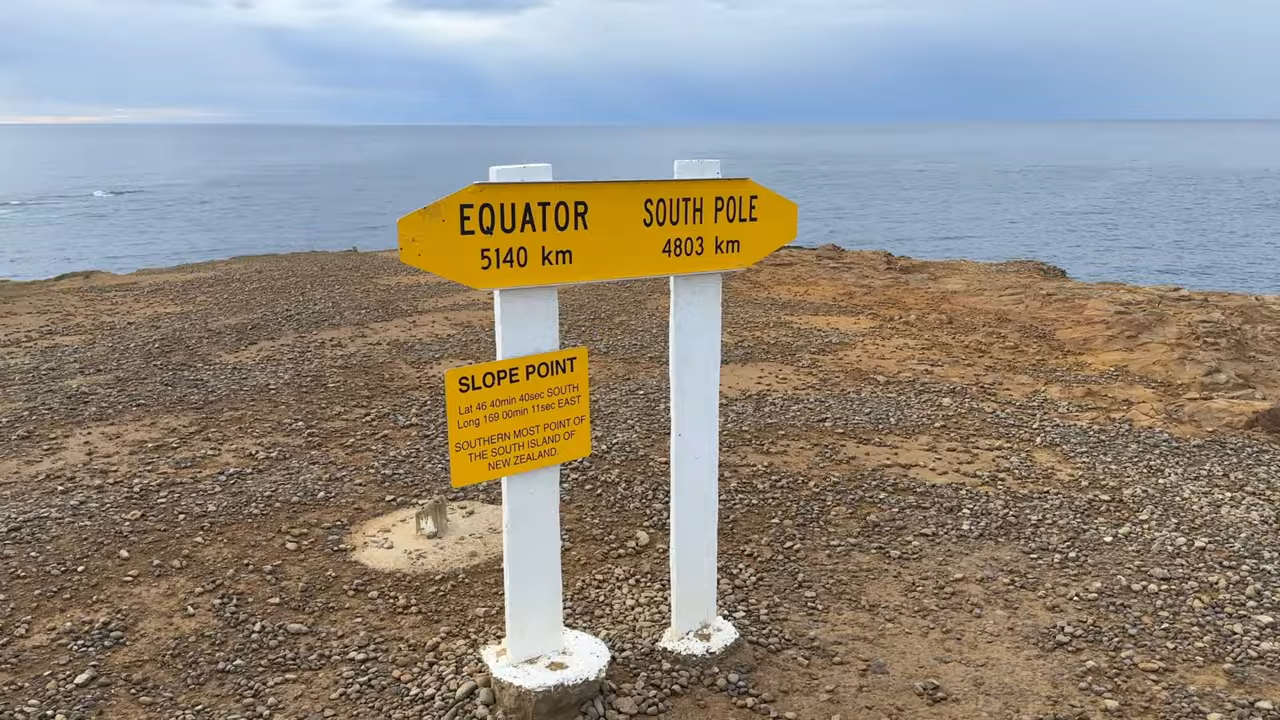 EQUATOR
5140 km
SOUTH POLE
4803 km
SLOPE POINT
Lat 46 40min 40sec SOUTH
Long 169 00min 11sec EAST
SOUTHERN MOST POINT OF
THE SOUTH ISLAND OF
NEW ZEALAND.